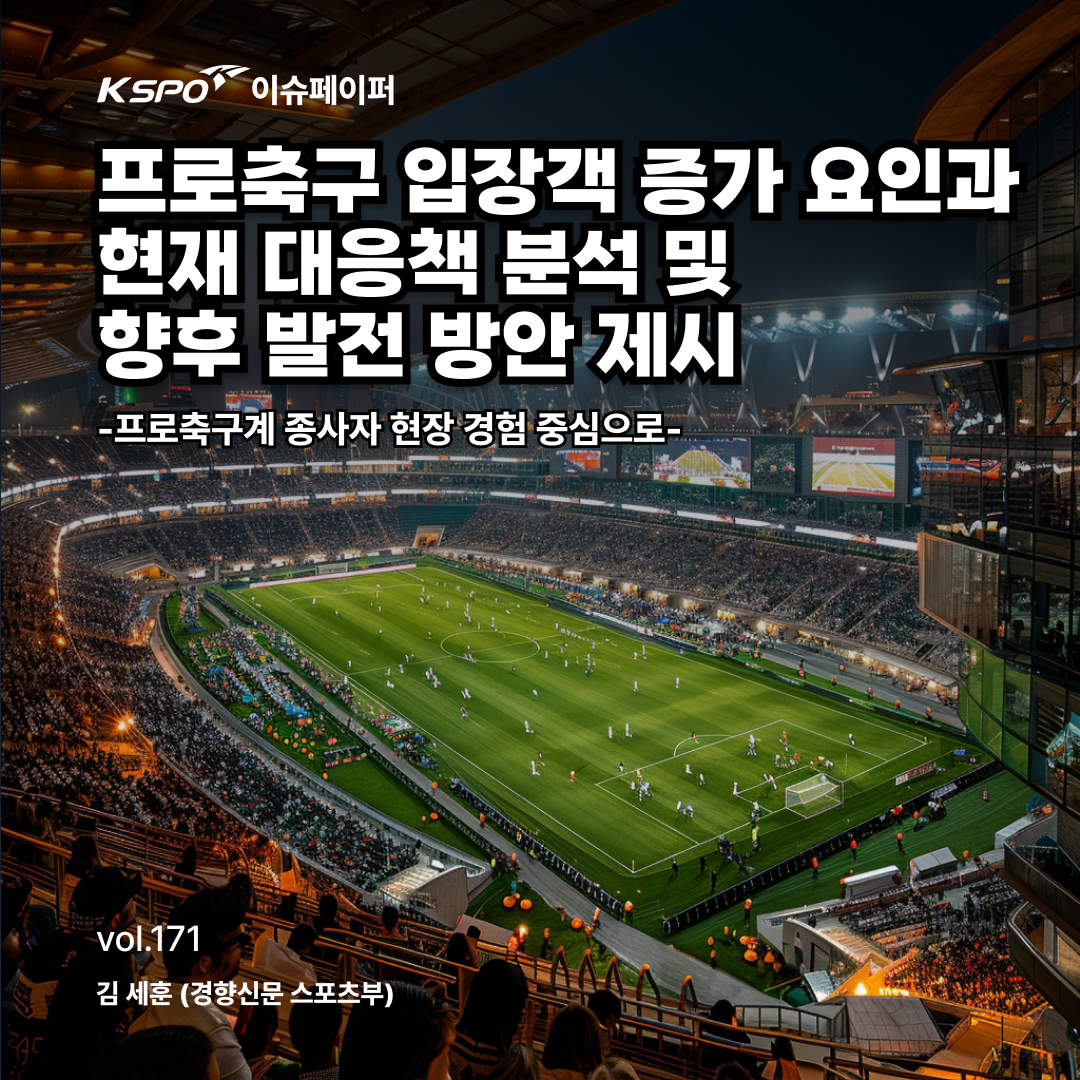 KSPO 이슈페이퍼
프로축구 입장객 증가 요인과
현재 대응책 분석 및
향후 발전 방안 제시
-프로축구계 종사자 현장 경험 중심으로-
vol.171
김 세훈 (경향신문 스포츠부)